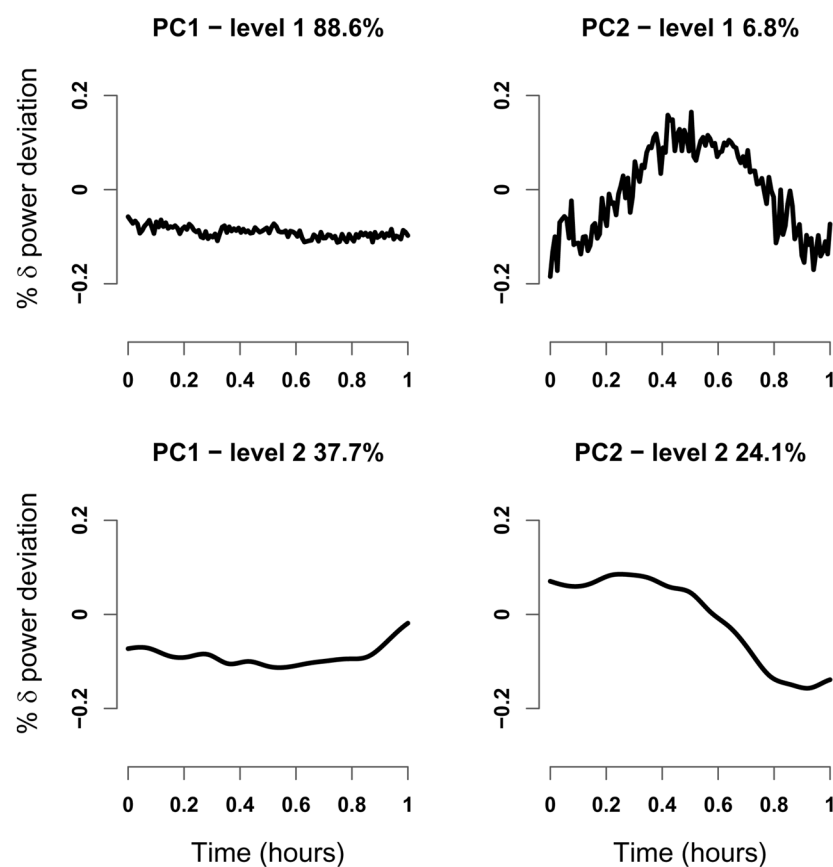 PC1 − level 1 88.6%
% δ power deviation
0.2
0
−0.2
0 0.2 0.4 0.6 0.8 1
PC2 − level 1 6.8%
0.2
0
−0.2
0 0.2 0.4 0.6 0.8 1
PC1 − level 2 37.7%
% δ power deviation
0.2
0
−0.2
0 0.2 0.4 0.6 0.8 1
Time (hours)
PC2 − level 2 24.1%
0.2
0
−0.2
0 0.2 0.4 0.6 0.8 1
Time (hours)